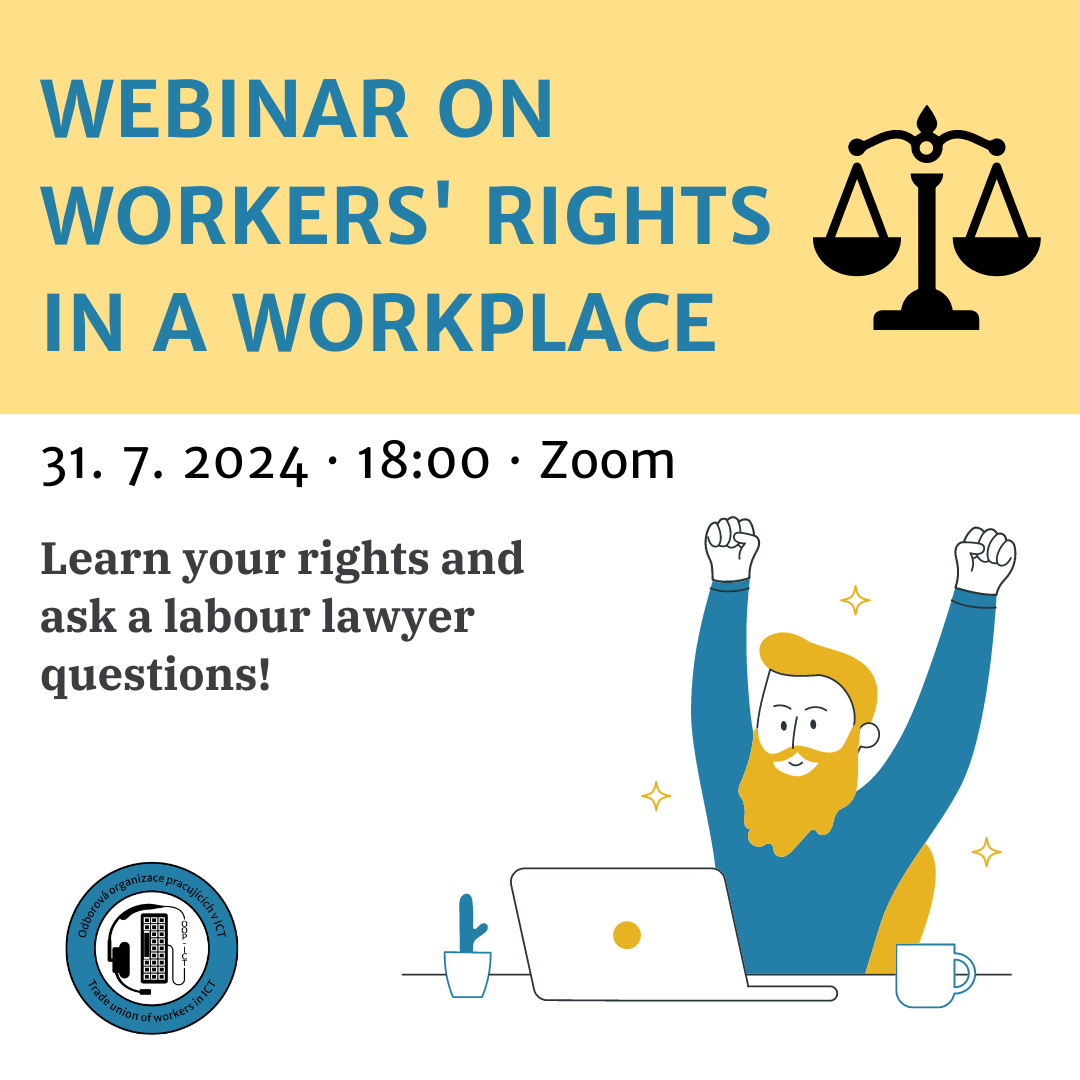 WEBINAR ON
WORKERS' RIGHTS
IN A WORKPLACE
31. 7. 2024 · 18:00 · Zoom
Learn your rights and
ask a labour lawyer
questions!
Odborová organizace pracujících v ICT
OOP-ICT
Trade union of workers in ICT